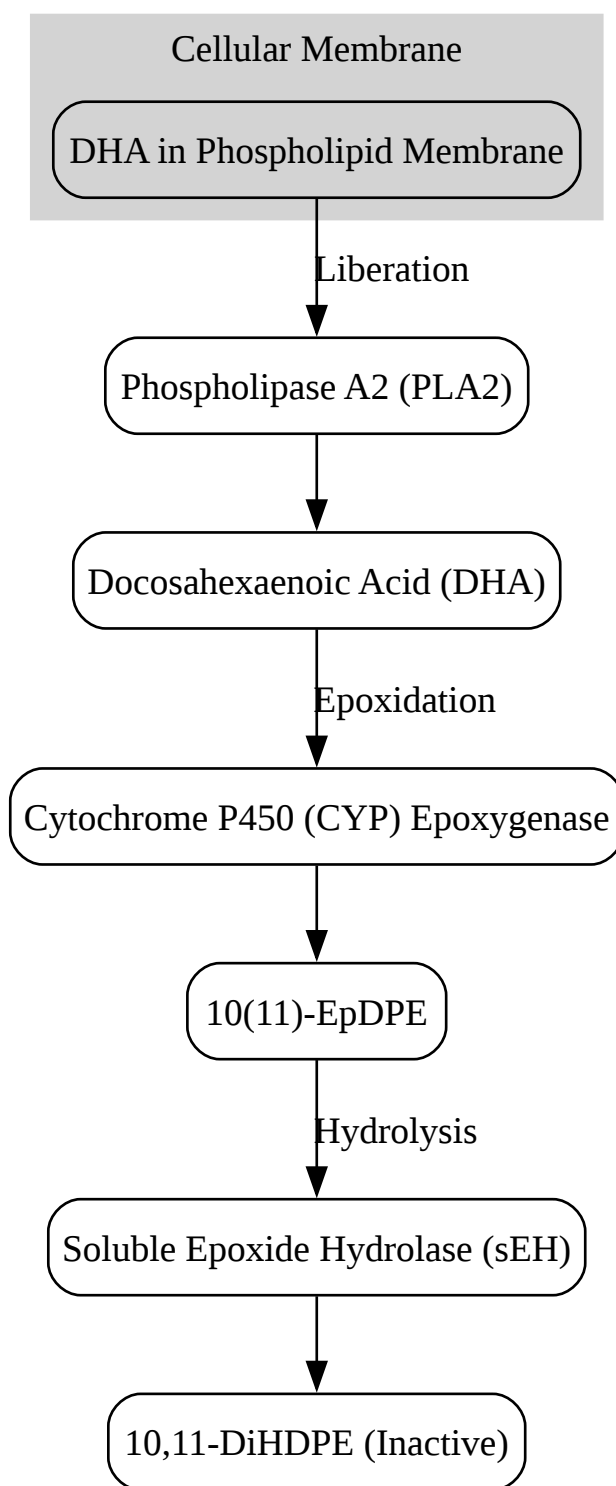 Cellular Membrane
DHA in Phospholipid Membrane
Liberation
Phospholipase A2 (PLA2)
Docosahexaenoic Acid (DHA)
Epoxidation
Cytochrome P450 (CYP) Epoxygenase
10(11)-EpDPE
Hydrolysis
Soluble Epoxide Hydrolase (sEH)
10,11-DiHDPE (Inactive)